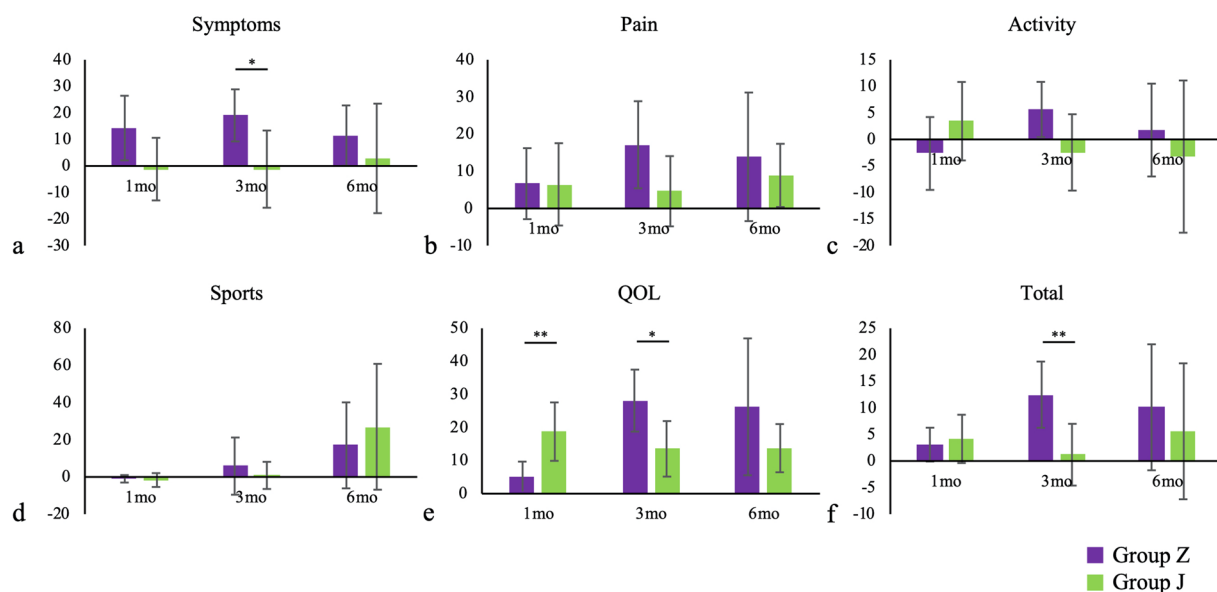 Symptoms
40
30
20
10
0
-10
-20
-30
*
1mo
3mo
6mo
a
Pain
40
30
20
10
0
-10
1mo
3mo
6mo
b
Activity
15
10
5
0
-5
-10
-15
-20
1mo
3mo
6mo
c
Sports
80
60
40
20
0
-20
1mo
3mo
6mo
d
QOL
50
40
30
20
10
0
**
*
1mo
3mo
6mo
e
Total
25
20
15
10
5
0
-5
-10
**
1mo
3mo
6mo
f
Group Z
Group J